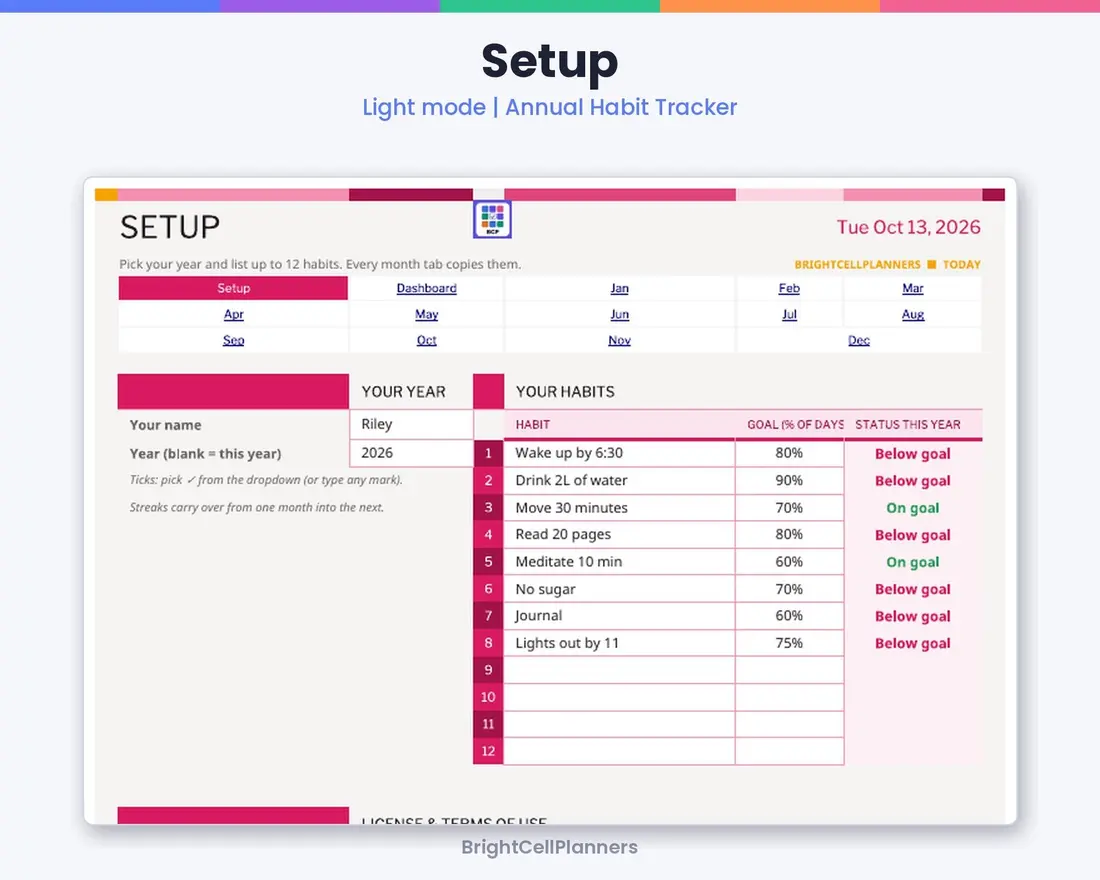 Setup
Light mode | Annual Habit Tracker
SETUP
BCP
Tue Oct 13, 2026
Pick your year and list up to 12 habits. Every month tab copies them.
BRIGHTCELLPLANNERS ■ TODAY
Setup Dashboard Jan Feb Mar
Apr May Jun Jul Aug
Sep Oct Nov Dec
YOUR YEAR YOUR HABITS
Your name Riley HABIT GOAL (% OF DAYS STATUS THIS YEAR
Year (blank = this year) 2026 1 Wake up by 6:30 80% Below goal
Ticks: pick ✓ from the dropdown (or type any mark). 2 Drink 2L of water 90% Below goal
Streaks carry over from one month into the next. 3 Move 30 minutes 70% On goal
4 Read 20 pages 80% Below goal
5 Meditate 10 min 60% On goal
6 No sugar 70% Below goal
7 Journal 60% Below goal
8 Lights out by 11 75% Below goal
9
10
11
12
LICENSE & TERMS OF USE
BrightCellPlanners